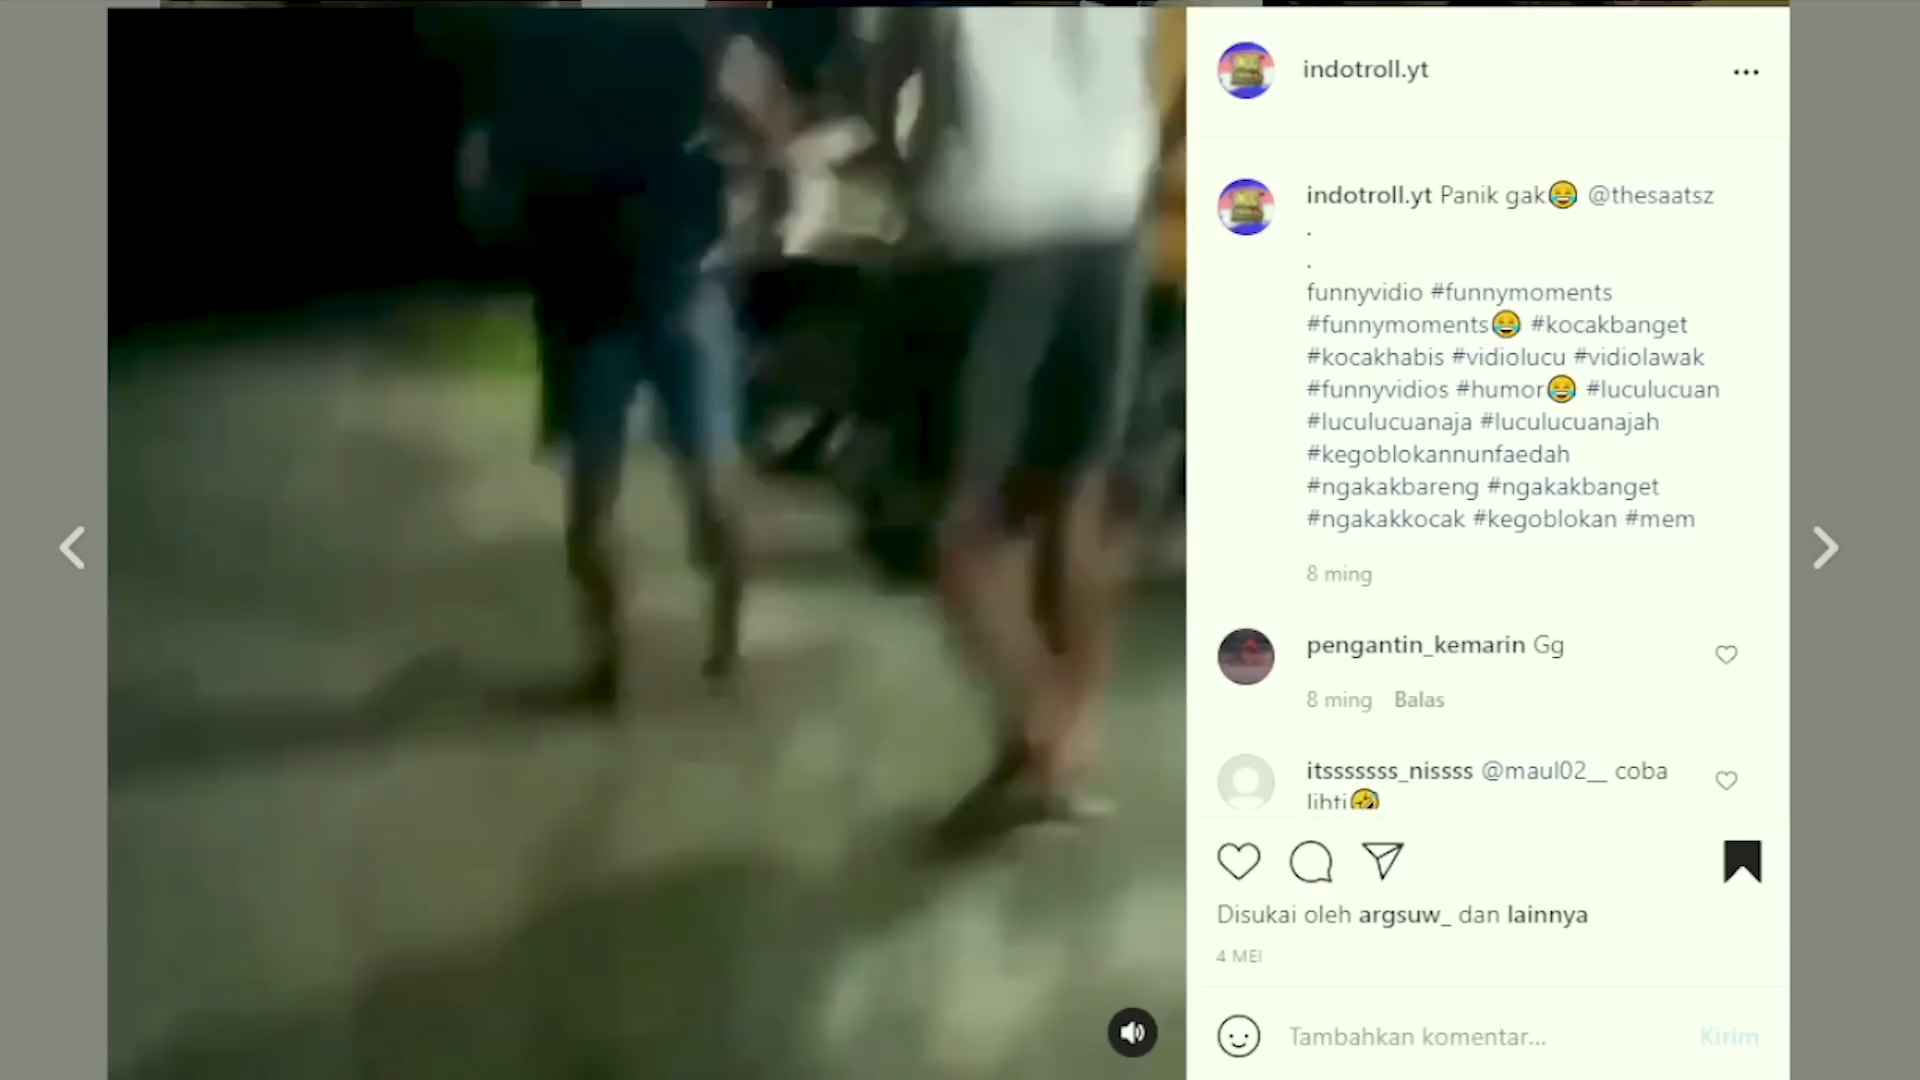 indotroll.yt
indotroll.yt Panik gak😂 @thesaatsz
.
.
funnyvidio #funnymoments
#funnymoments😂 #kocakbanget
#kocakhabis #vidiolucu #vidiolawak
#funnyvidios #humor😂 #luculucuan
#luculucuanaja #luculucuanajah
#kegoblokannunfaedah
#ngakakbareng #ngakakbanget
#ngakakkocak #kegoblokan #mem
8 ming
pengantin_kemarin Gg
8 ming Balas
itsssssss_nissss @maul02__ coba
lihti🤣
Disukai oleh argsuw_ dan lainnya
4 MEI
Tambahkan komentar...
Kirim